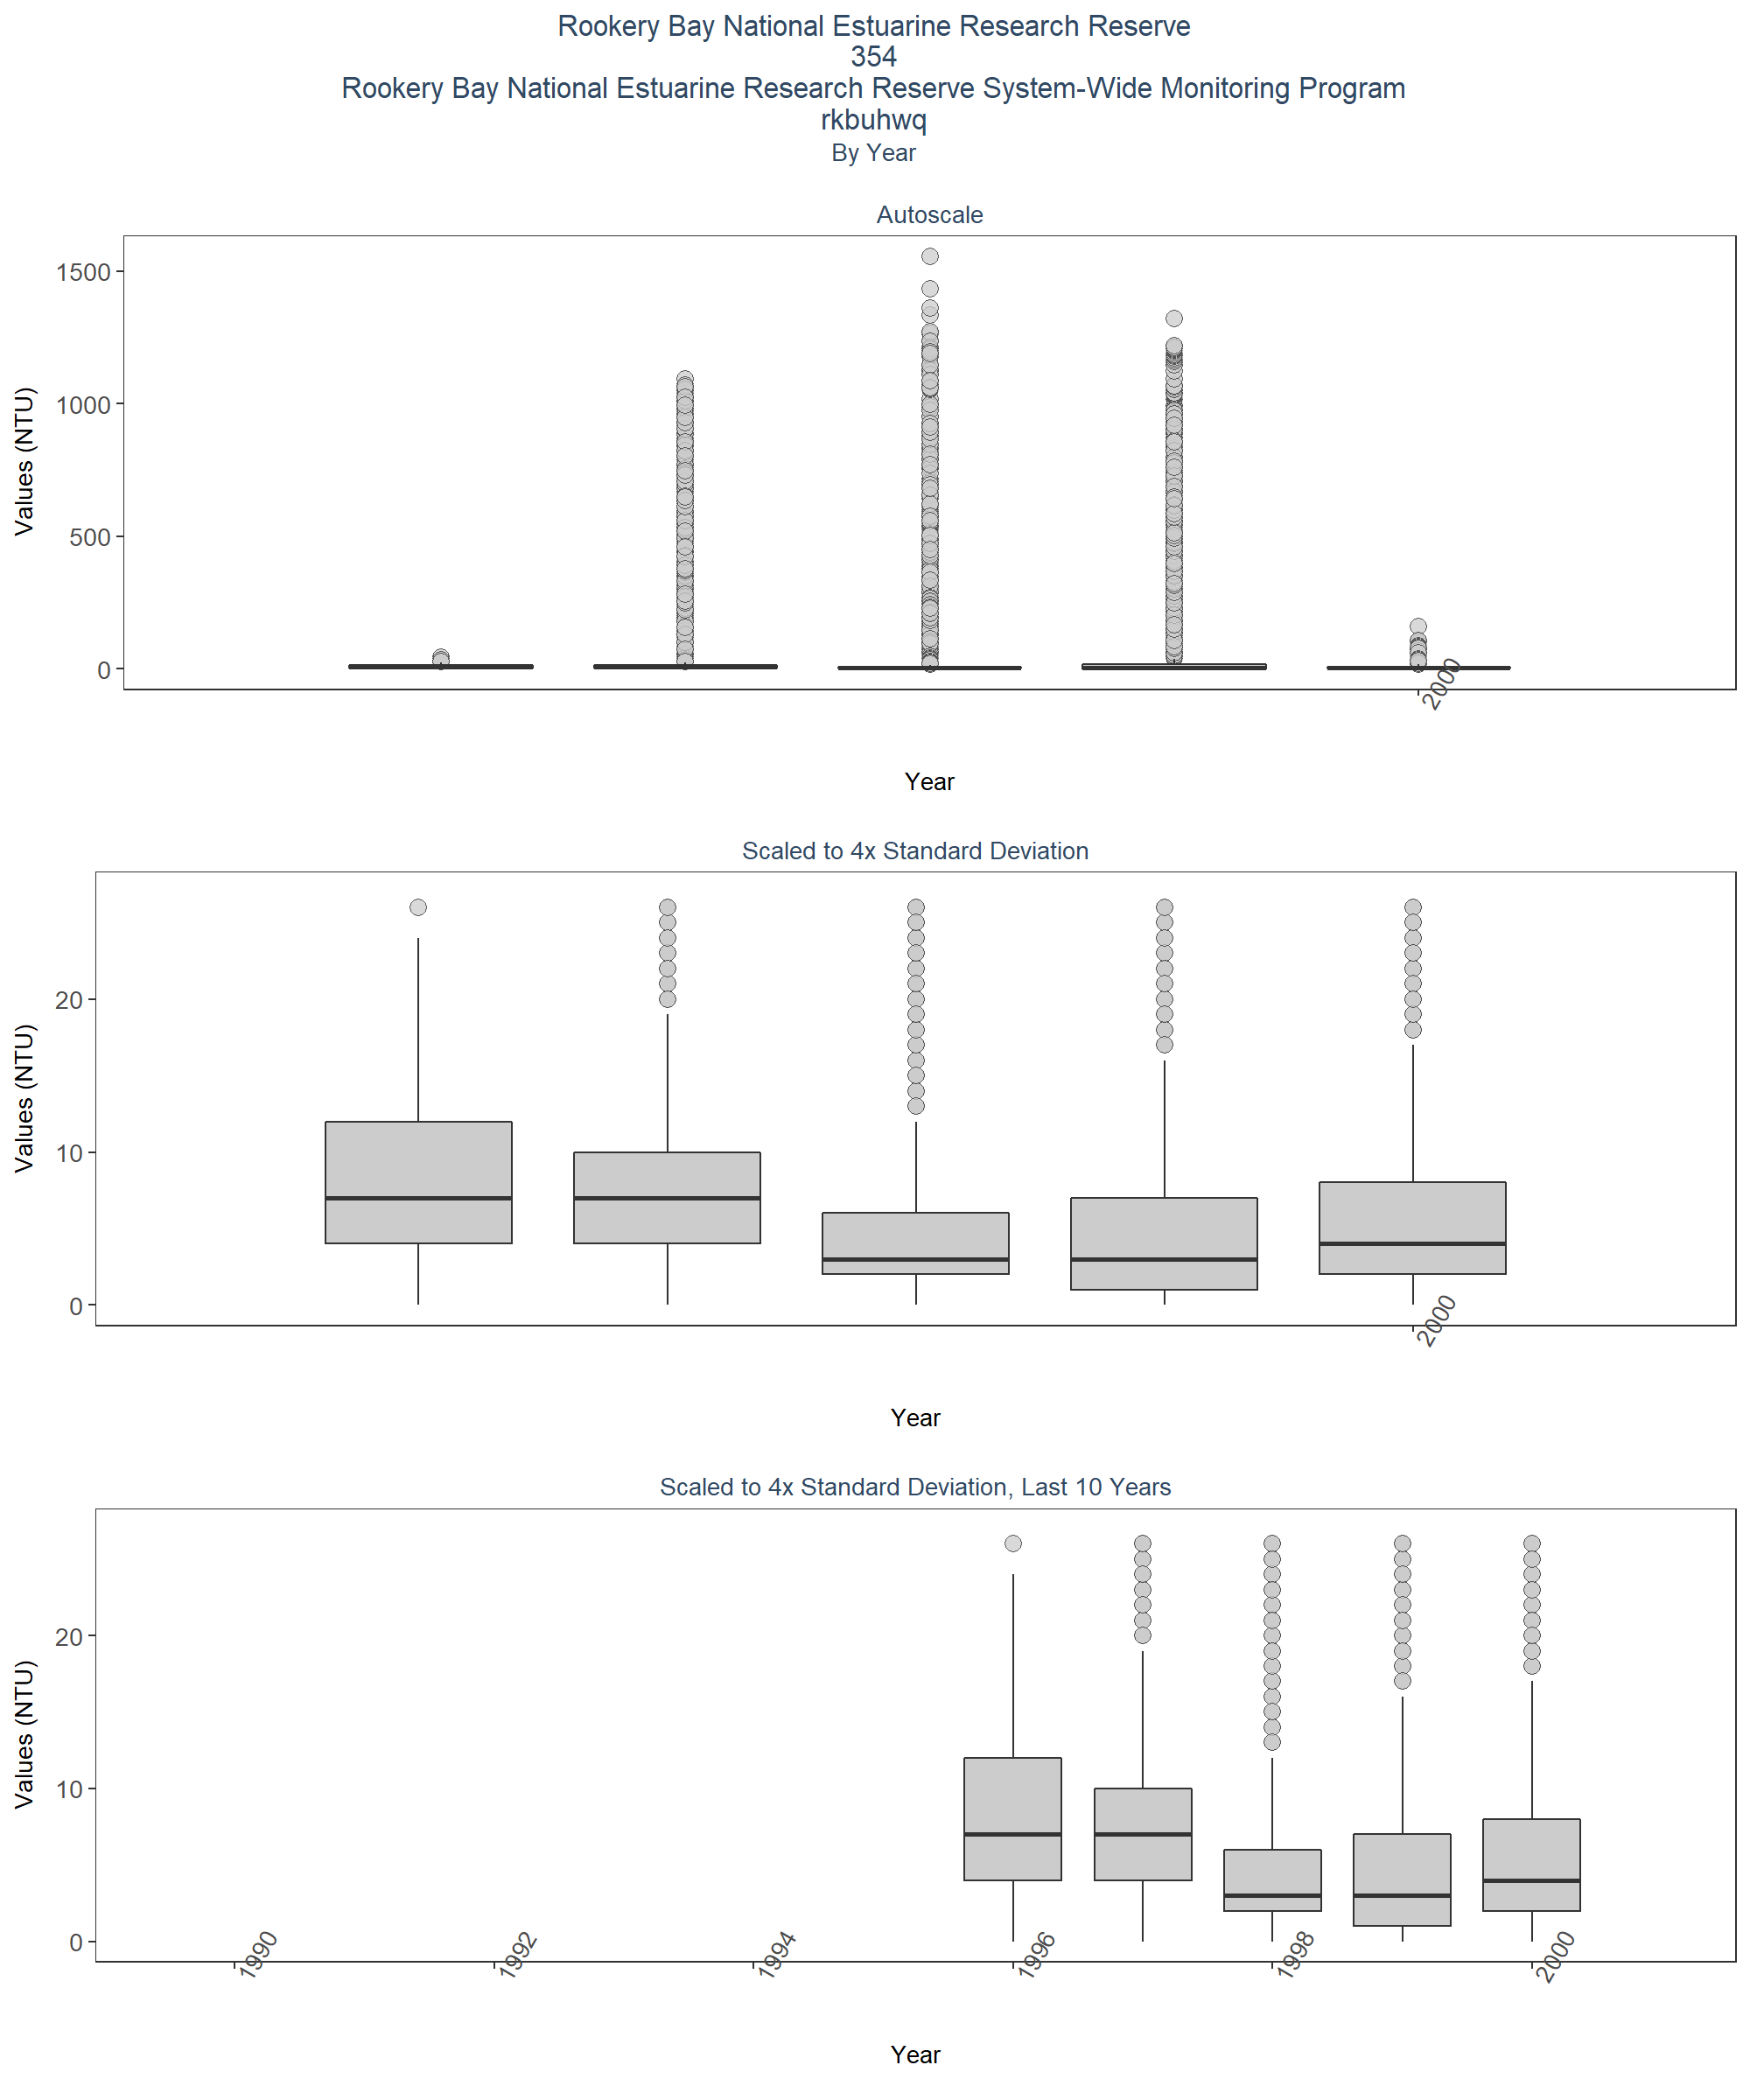 Rookery Bay National Estuarine Research Reserve
354
Rookery Bay National Estuarine Research Reserve System-Wide Monitoring Program
rkbuhwq
By Year
Autoscale
Values (NTU)
1500
1000
500
0
2000
Year
Scaled to 4x Standard Deviation
Values (NTU)
20
10
0
2000
Year
Scaled to 4x Standard Deviation, Last 10 Years
Values (NTU)
20
10
0
1990 1992 1994 1996 1998 2000
Year